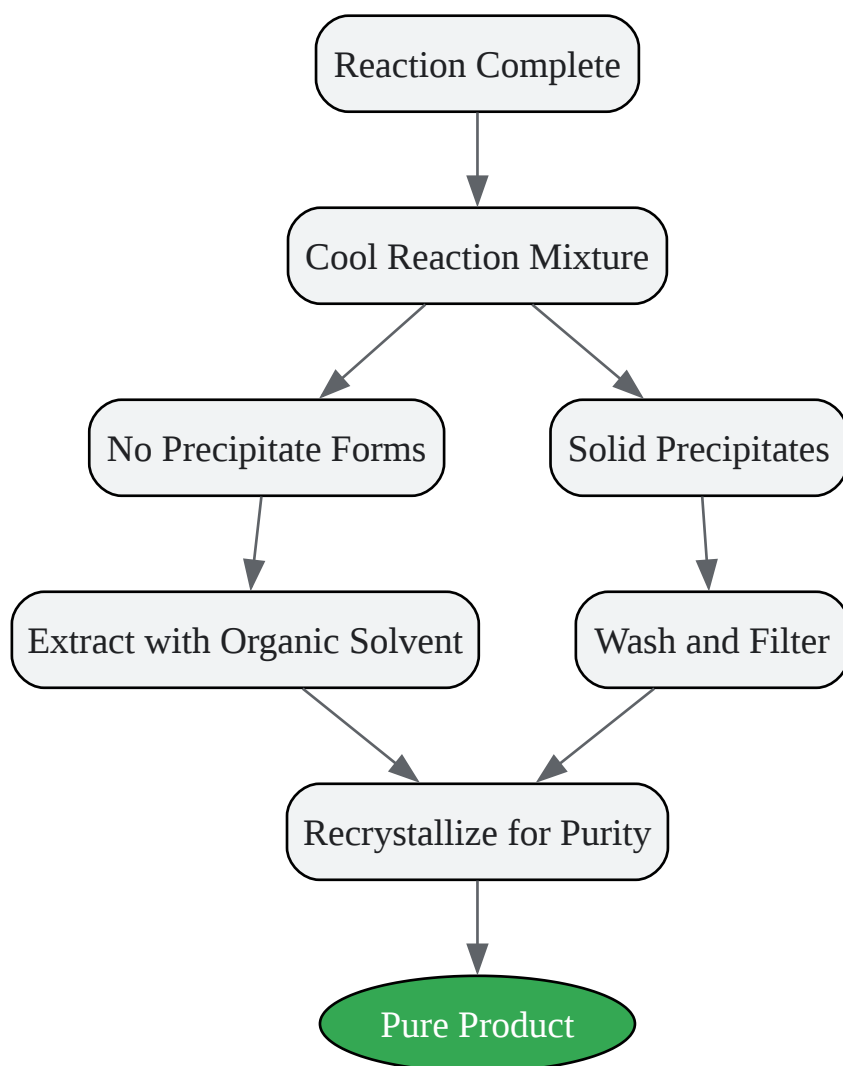 Reaction Complete
Cool Reaction Mixture
No Precipitate Forms
Solid Precipitates
Extract with Organic Solvent
Wash and Filter
Recrystallize for Purity
Pure Product